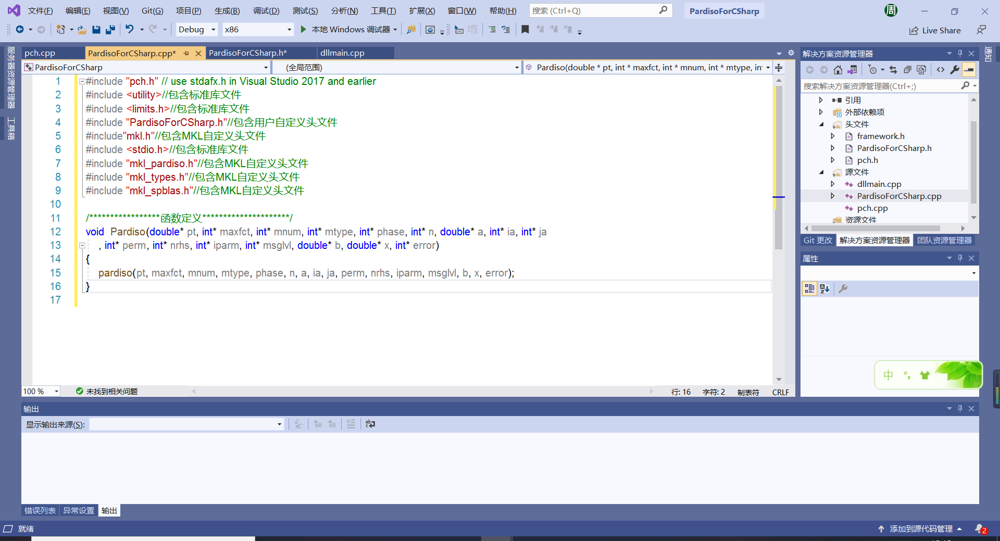 文件(F) 编辑(E) 视图(V) Git(G) 项目(P) 生成(B) 调试(D) 测试(S) 分析(N) 工具(T) 扩展(X) 窗口(W) 帮助(H) 搜索 (Ctrl+Q) PardisoForCSharp 周
Debug x86 本地 Windows 调试器 Live Share
服务器资源管理器
工具箱
pch.cpp PardisoForCSharp.cpp* PardisoForCSharp.h* dllmain.cpp
PardisoForCSharp (全局范围) Pardiso(double * pt, int * maxfct, int * mnum, int * mtype, in
1 #include "pch.h" // use stdafx.h in Visual Studio 2017 and earlier
2 #include <utility>//包含标准库文件
3 #include <limits.h>//包含标准库文件
4 #include "PardisoForCSharp.h"//包含用户自定义头文件
5 #include"mkl.h"//包含MKL自定义头文件
6 #include <stdio.h>//包含标准库文件
7 #include "mkl_pardiso.h"//包含MKL自定义头文件
8 #include "mkl_types.h"//包含MKL自定义头文件
9 #include "mkl_spblas.h"//包含MKL自定义头文件
10
11 /*****************函数定义*********************/
12 void  Pardiso(double* pt, int* maxfct, int* mnum, int* mtype, int* phase, int* n, double* a, int* ia, int* ja
13 , int* perm, int* nrhs, int* iparm, int* msglvl, double* b, double* x, int* error)
14 {
15 pardiso(pt, maxfct, mnum, mtype, phase, n, a, ia, ja, perm, nrhs, iparm, msglvl, b, x, error);
16 }
17
100 % 未找到相关问题 行: 16 字符: 2 制表符 CRLF
解决方案资源管理器
搜索解决方案资源管理器(Ctrl+;)
引用
外部依赖项
头文件
framework.h
PardisoForCSharp.h
pch.h
源文件
dllmain.cpp
PardisoForCSharp.cpp
pch.cpp
资源文件
Git 更改 解决方案资源管理器 团队资源管理器
属性
通知
中 °,
输出
显示输出来源(S):
错误列表 异常设置 输出
就绪 添加到源代码管理 2